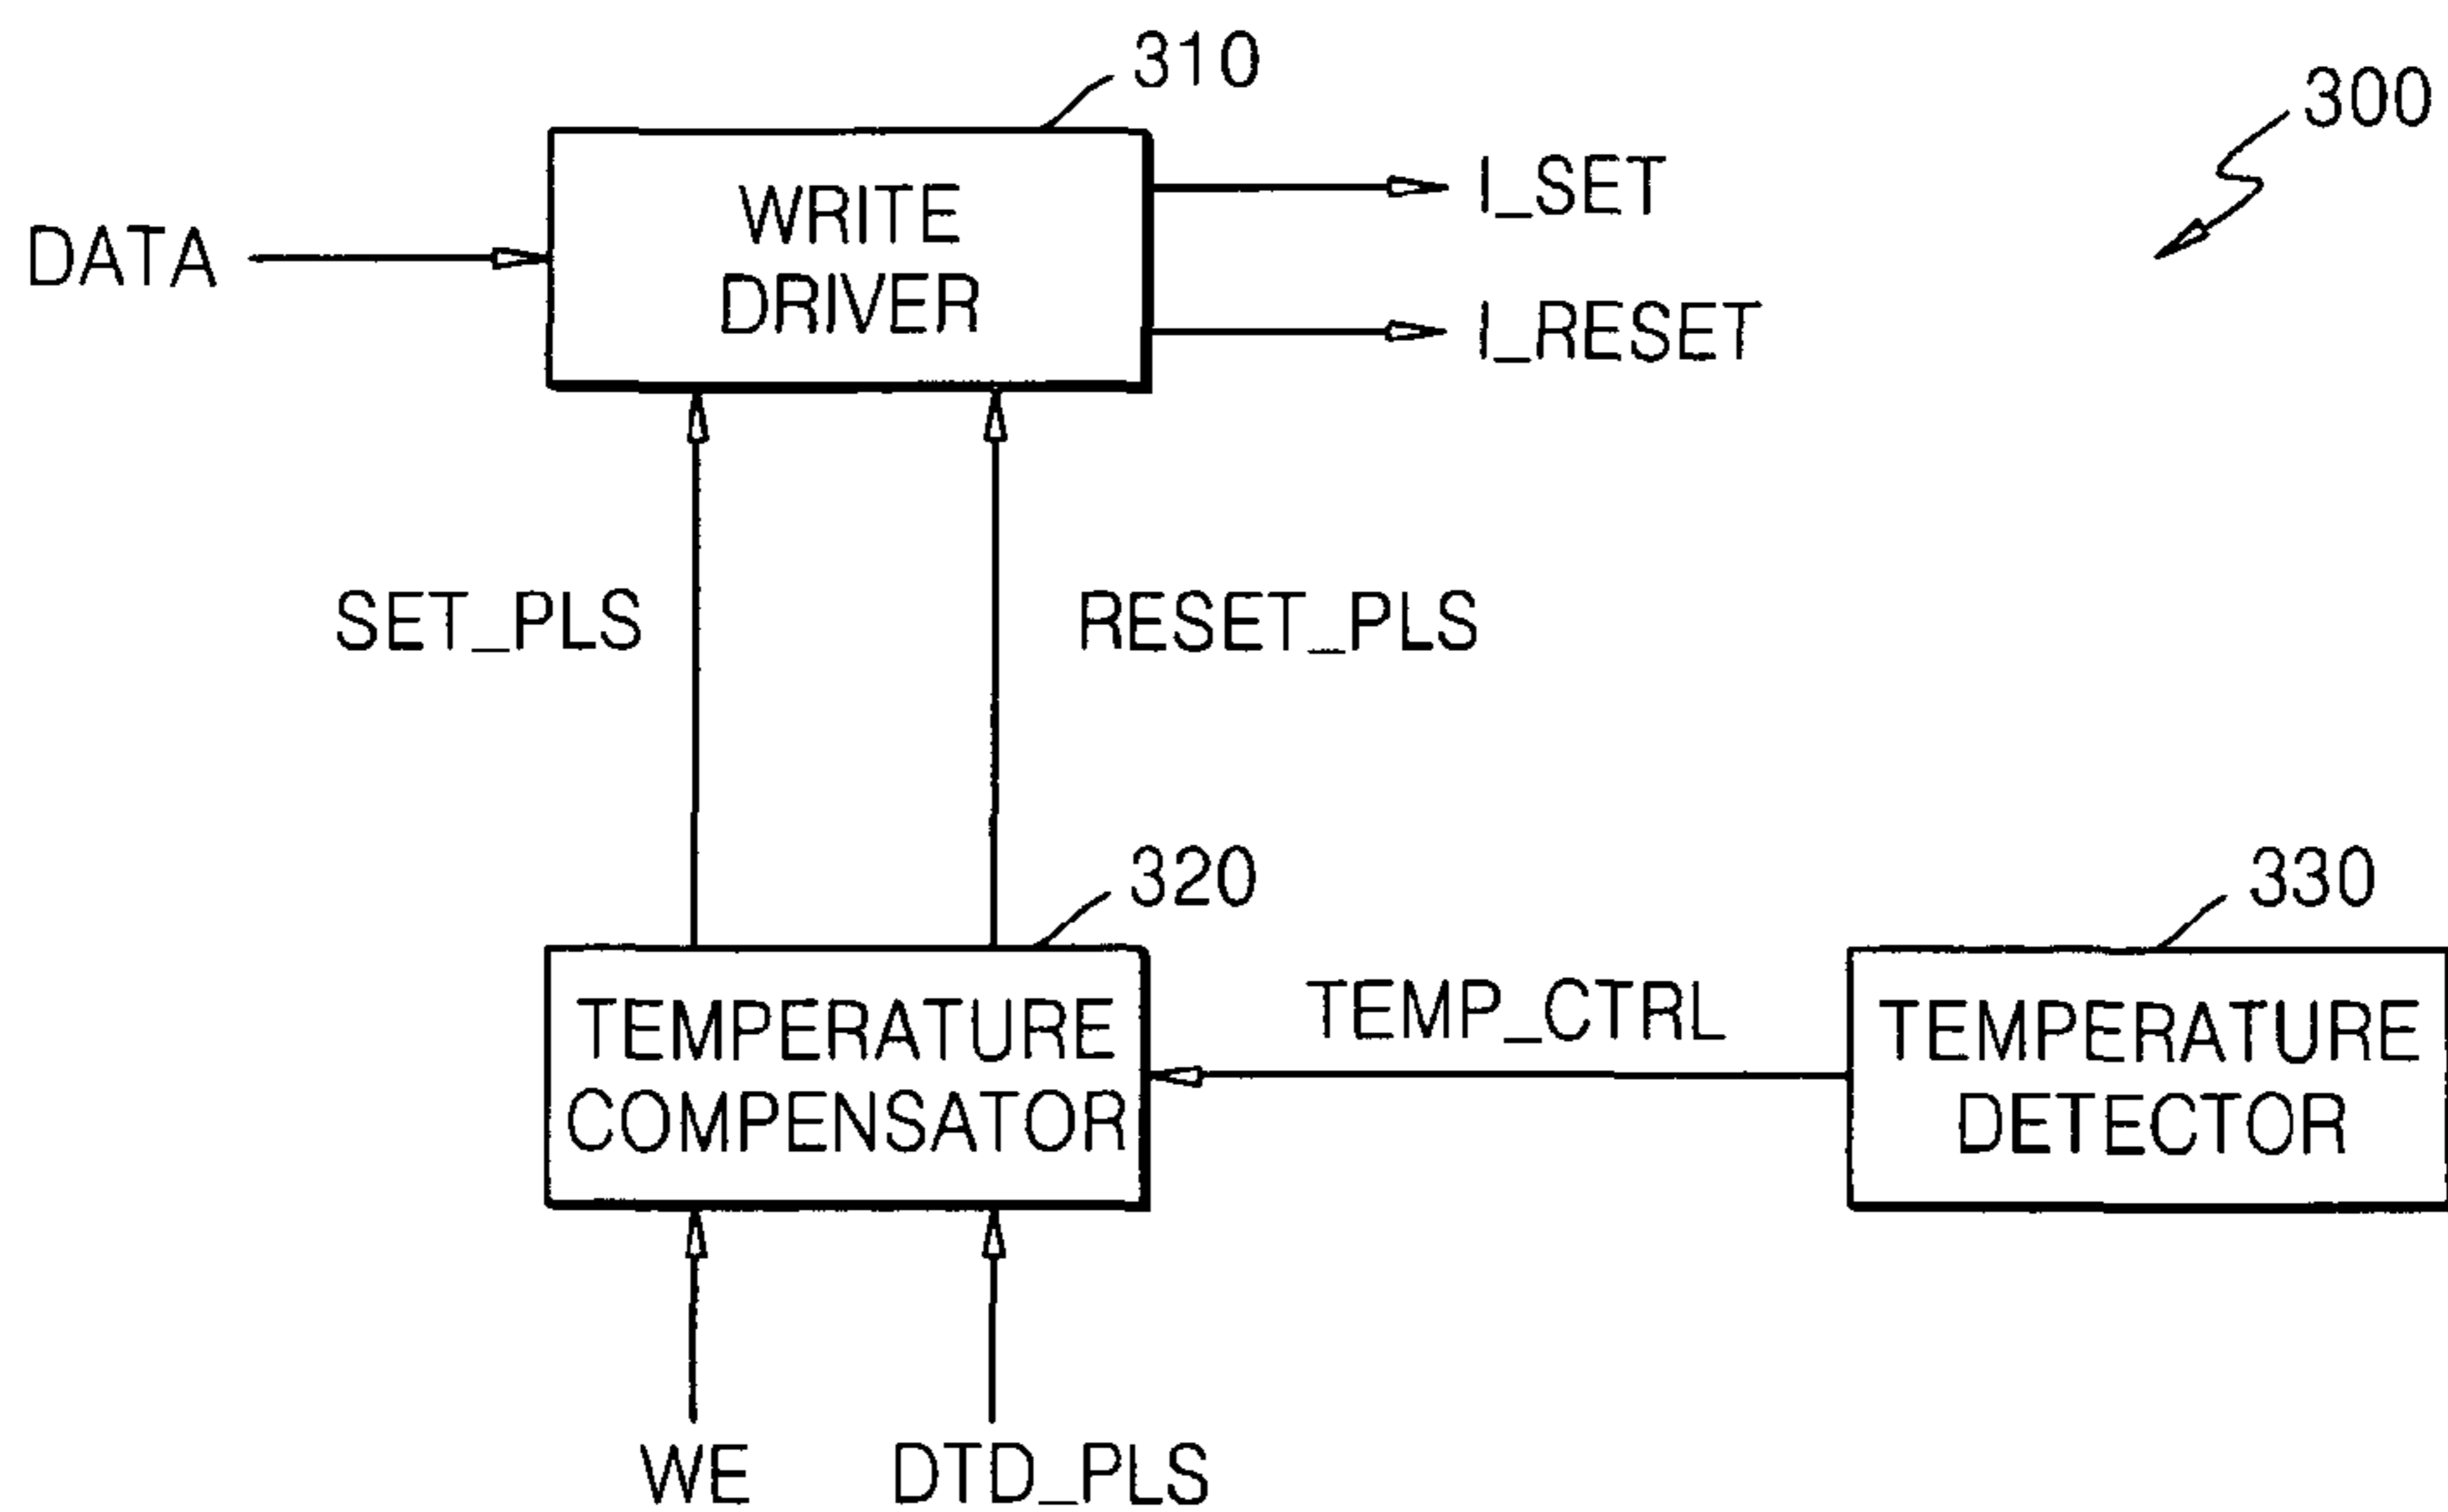 310
300
WRITE
DRIVER
I_SET
DATA
I_RESET
SET_PLS
RESET_PLS
320
330
TEMPERATURE
COMPENSATOR
TEMP_CTRL
TEMPERATURE
DETECTOR
WE
DTD_PLS